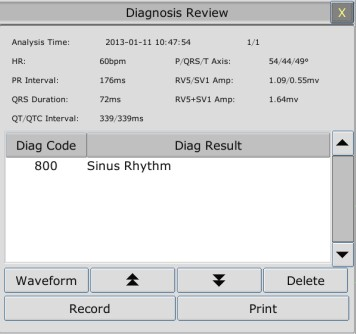 Diagnosis Review X
Analysis Time: 2013-01-11 10:47:54 1/1
HR: 60bpm P/QRS/T Axis: 54/44/49°
PR Interval: 176ms RV5/SV1 Amp: 1.09/0.55mv
QRS Duration: 72ms RV5+SV1 Amp: 1.64mv
QT/QTC Interval: 339/339ms
Diag Code Diag Result
800 Sinus Rhythm
Waveform Delete
Record Print